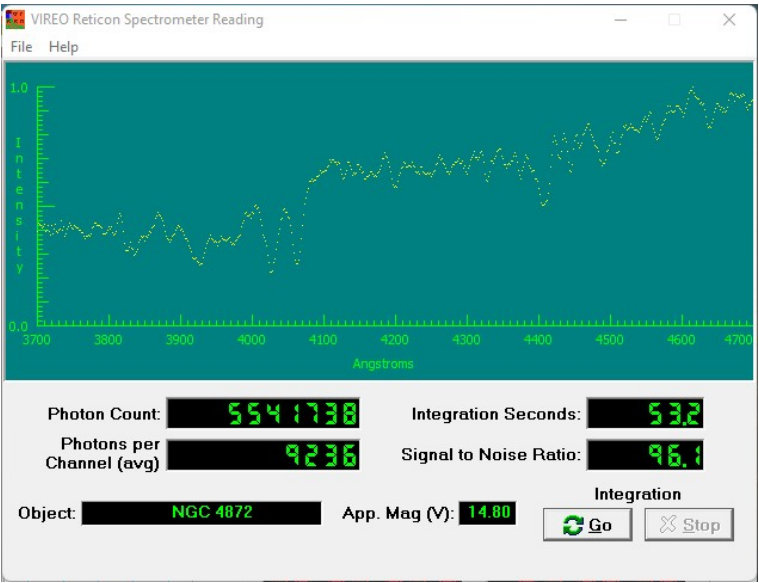 VIREO Reticon Spectrometer Reading
File Help
1.0
Intensity
0.0
3700 3800 3900 4000 4100 4200 4300 4400 4500 4600 4700
Angstroms
Photon Count: 5541738
Integration Seconds: 53.2
Photons per Channel (avg) 9236
Signal to Noise Ratio: 96.1
Integration
Object: NGC 4872 App. Mag (V): 14.80 Go Stop